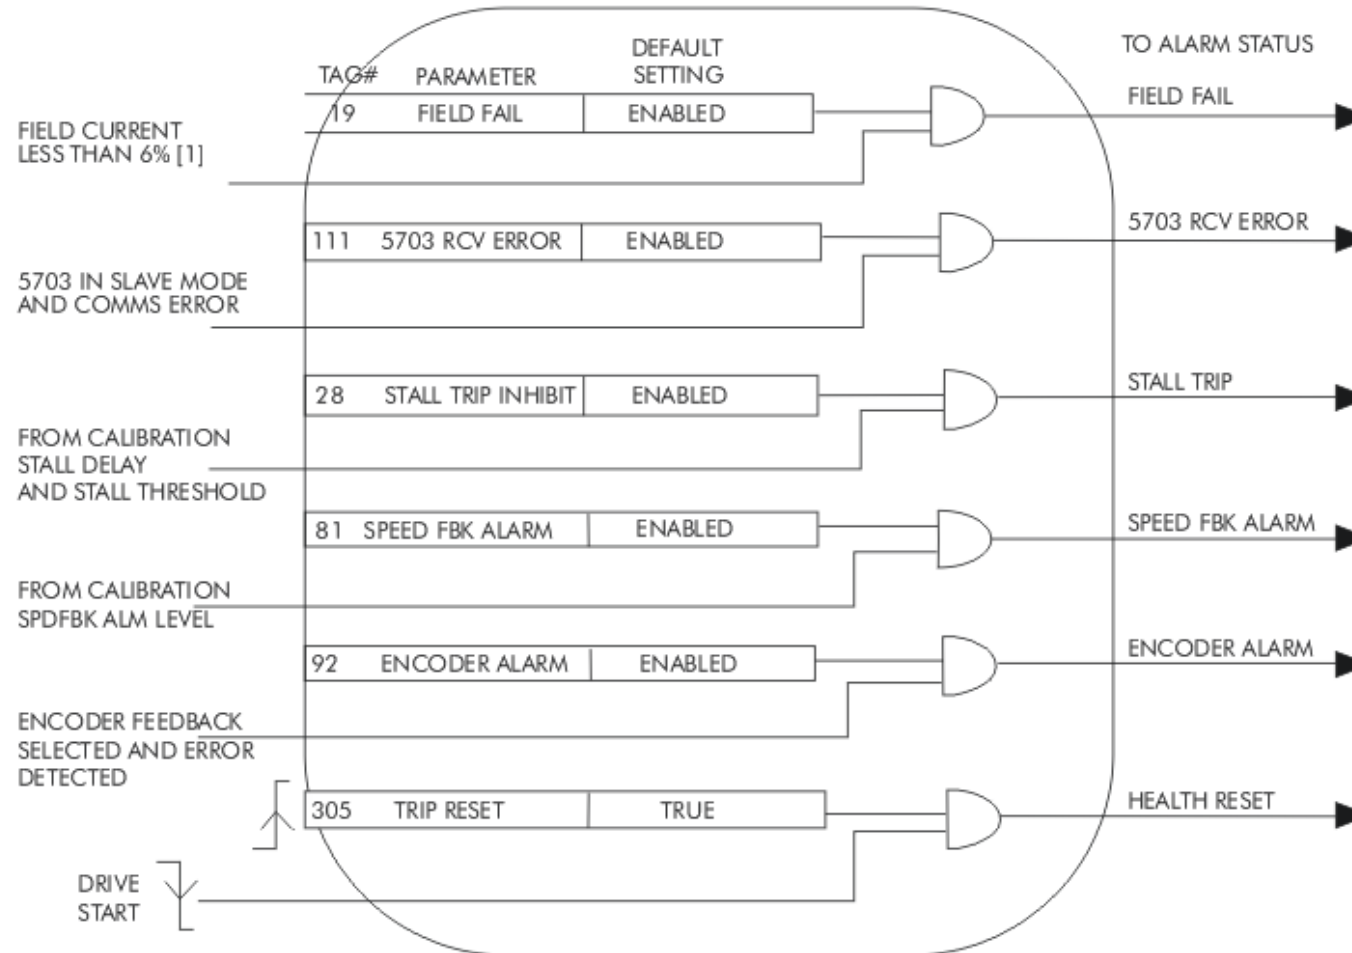 TO ALARM STATUS
DEFAULT
SETTING
TAG# PARAMETER
19 FIELD FAIL ENABLED
FIELD FAIL
FIELD CURRENT
LESS THAN 6% [1]
111 5703 RCV ERROR ENABLED
5703 RCV ERROR
5703 IN SLAVE MODE
AND COMMS ERROR
28 STALL TRIP INHIBIT ENABLED
STALL TRIP
FROM CALIBRATION
STALL DELAY
AND STALL THRESHOLD
81 SPEED FBK ALARM ENABLED
SPEED FBK ALARM
FROM CALIBRATION
SPDFBK ALM LEVEL
92 ENCODER ALARM ENABLED
ENCODER ALARM
ENCODER FEEDBACK
SELECTED AND ERROR
DETECTED
305 TRIP RESET TRUE
HEALTH RESET
DRIVE
START